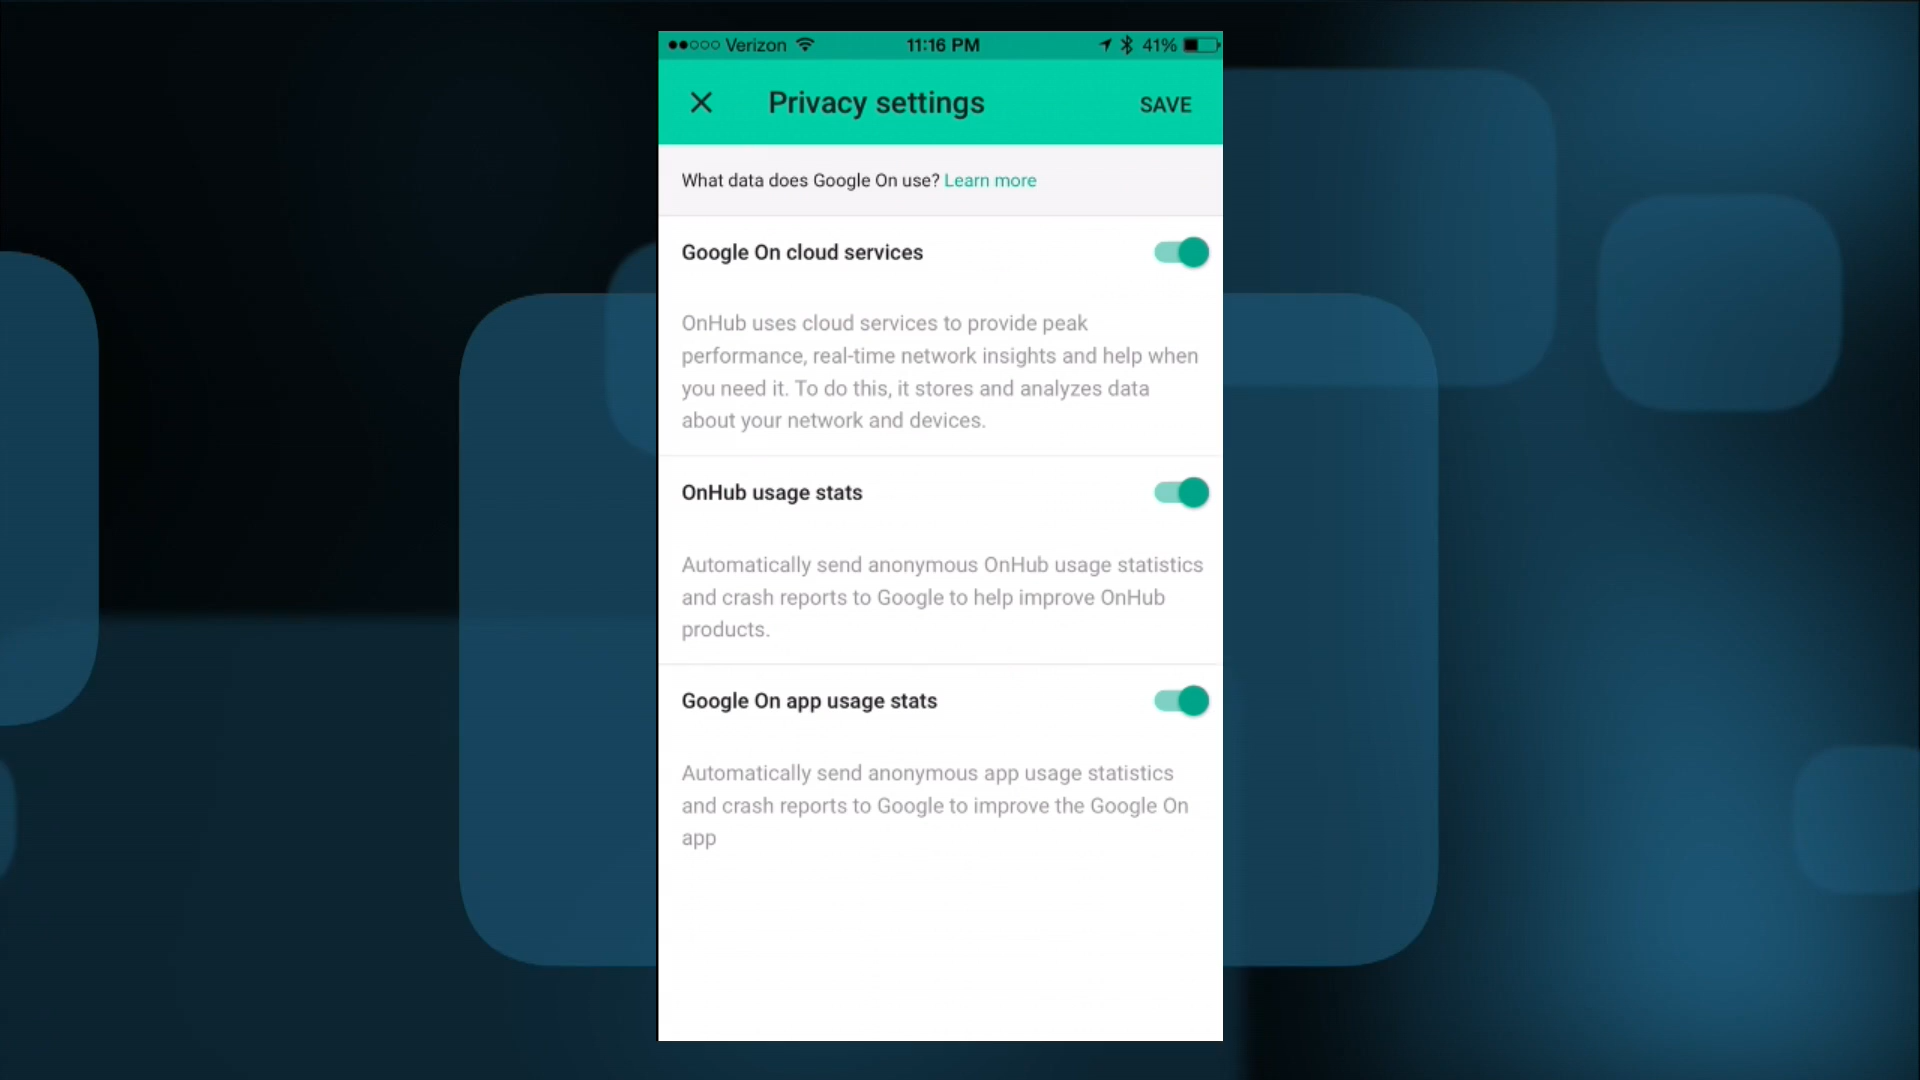 Verizon 11:16 PM 41%
Privacy settings SAVE
What data does Google On use? Learn more
Google On cloud services
OnHub uses cloud services to provide peak
performance, real-time network insights and help when
you need it. To do this, it stores and analyzes data
about your network and devices.
OnHub usage stats
Automatically send anonymous OnHub usage statistics
and crash reports to Google to help improve OnHub
products.
Google On app usage stats
Automatically send anonymous app usage statistics
and crash reports to Google to improve the Google On
app